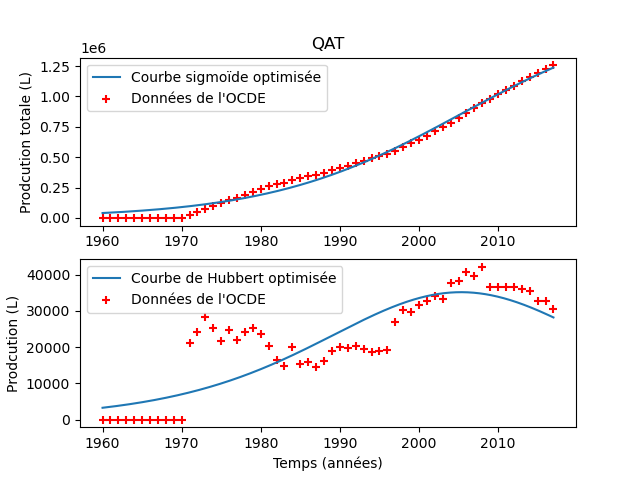 QAT
1e6
Prodcution totale (L)
1.25
1.00
0.75
0.50
0.25
0.00
Courbe sigmoïde optimisée
Données de l'OCDE
1960 1970 1980 1990 2000 2010
Prodcution (L)
40000
30000
20000
10000
0
Courbe de Hubbert optimisée
Données de l'OCDE
1960 1970 1980 1990 2000 2010
Temps (années)